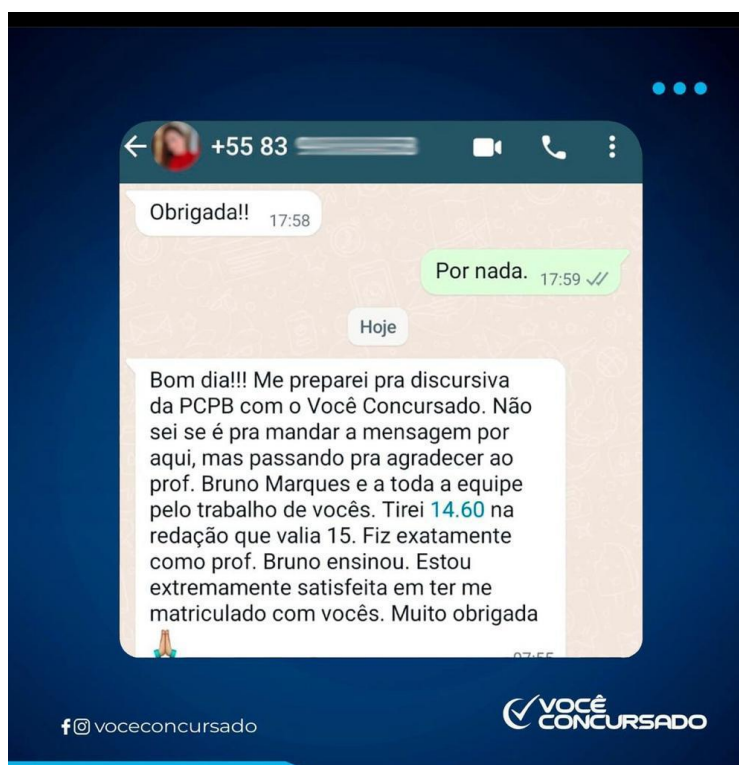 +55 83
Obrigada!! 17:58
Por nada. 17:59
Hoje
Bom dia!!! Me preparei pra discursiva
da PCPB com o Você Concursado. Não
sei se é pra mandar a mensagem por
aqui, mas passando pra agradecer ao
prof. Bruno Marques e a toda a equipe
pelo trabalho de vocês. Tirei 14.60 na
redação que valia 15. Fiz exatamente
como prof. Bruno ensinou. Estou
extremamente satisfeita em ter me
matriculado com vocês. Muito obrigada
voceconcursado
VOCÊ
CONCURSADO